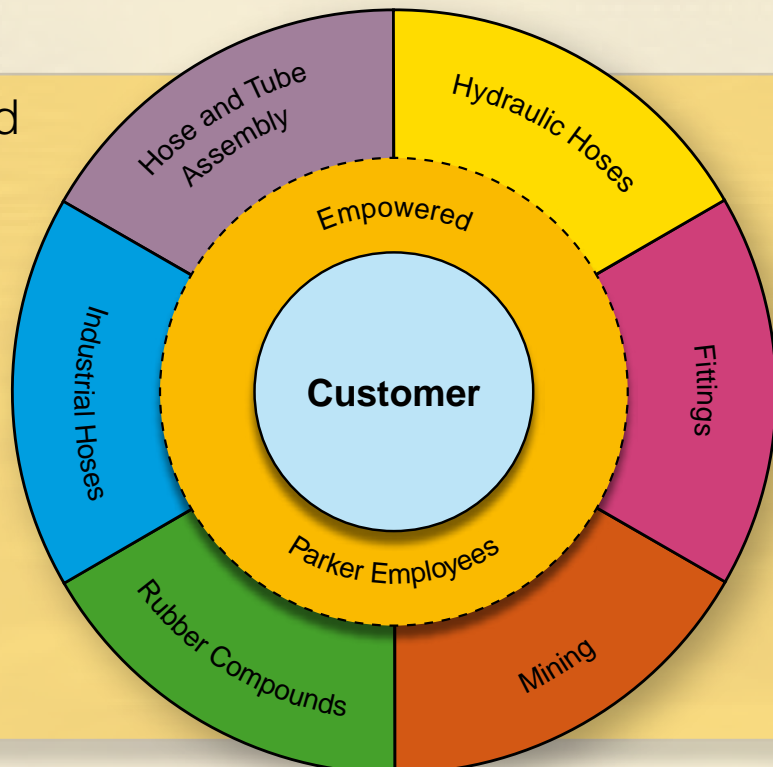 d
Hose and Tube
Assembly
Hydraulic Hoses
Empowered
Industrial Hoses
Customer
Fittings
Parker Employees
Rubber Compounds
Mining